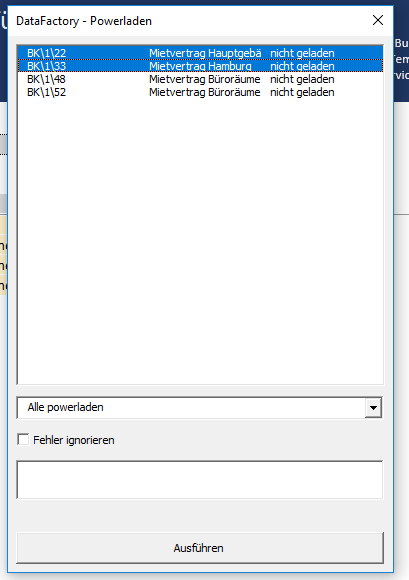 DataFactory - Powerladen
BK\1\22 Mietvertrag Hauptgebä nicht geladen
BK\1\33 Mietvertrag Hamburg nicht geladen
BK\1\48 Mietvertrag Büroräume nicht geladen
BK\1\52 Mietvertrag Büroräume nicht geladen
Alle powerladen
Fehler ignorieren
Ausführen